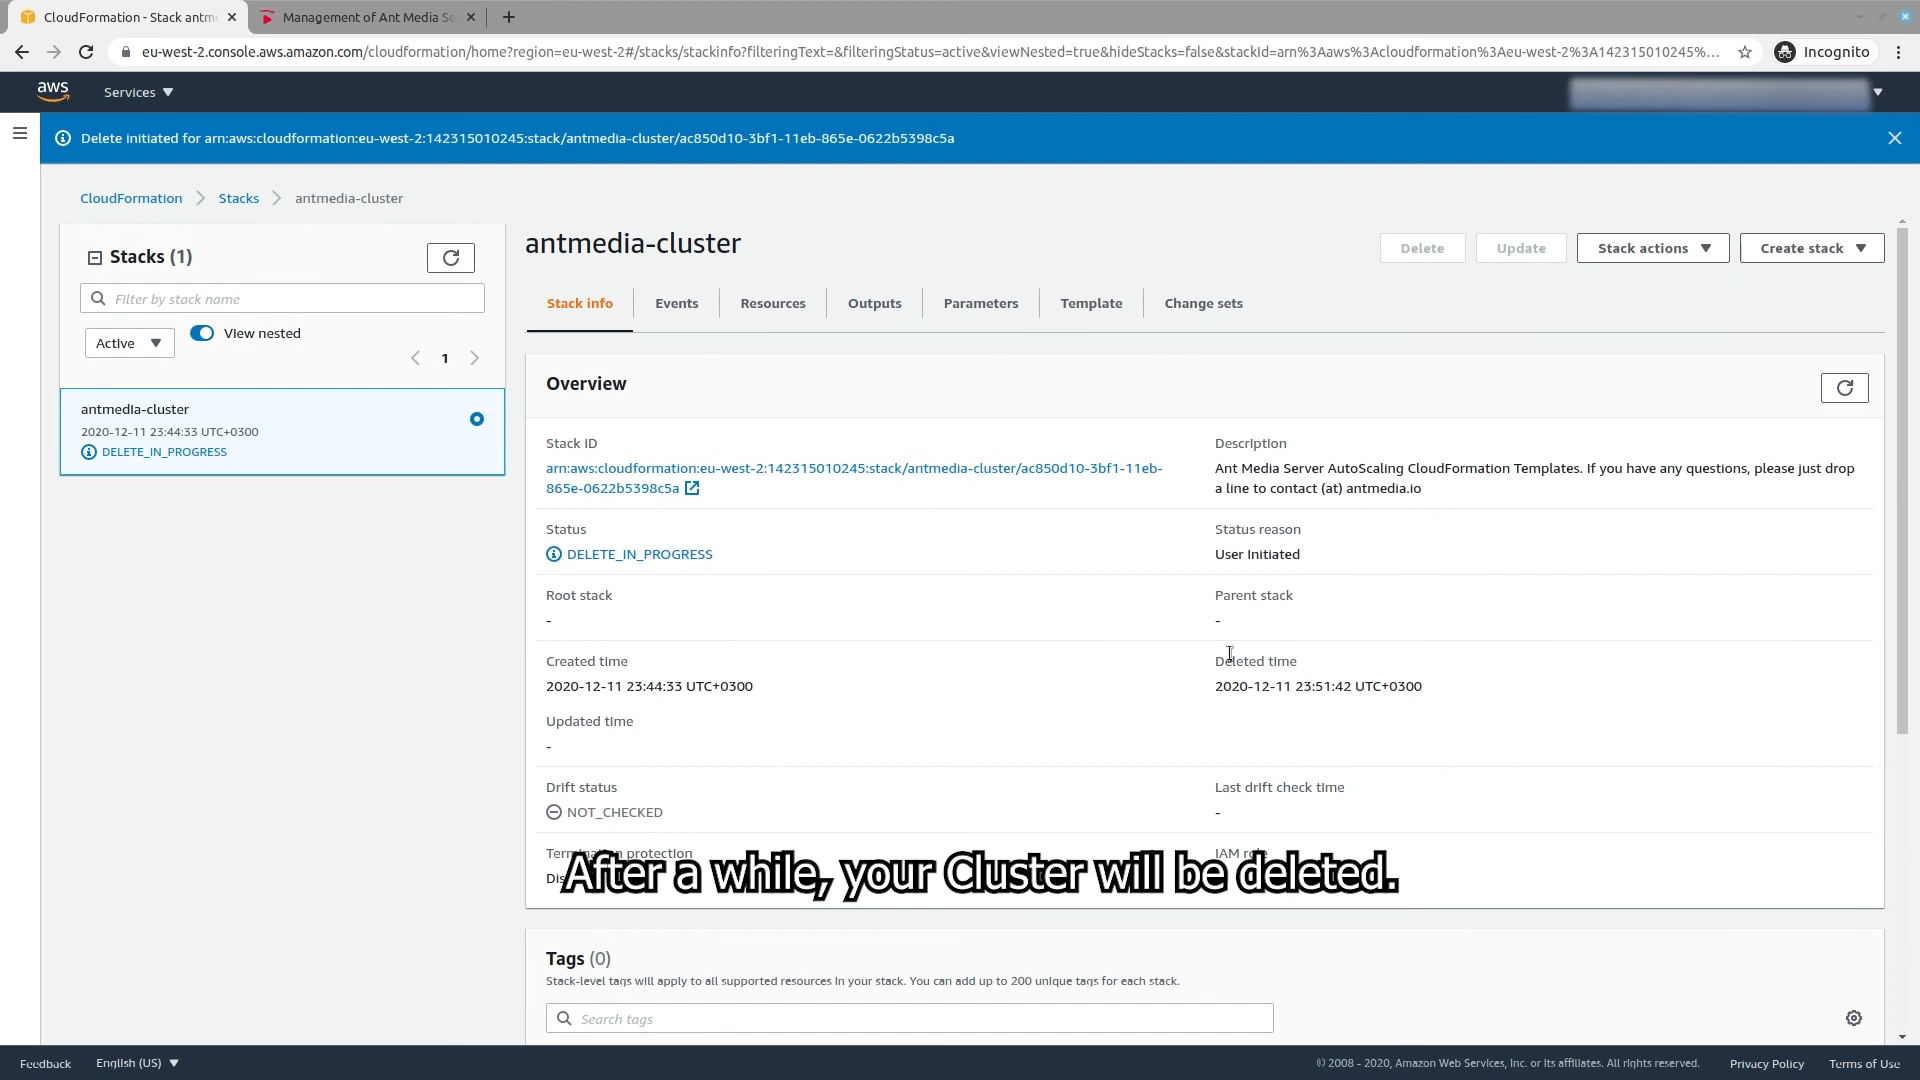 CloudFormation - Stack antm
Management of Ant Media Se
eu-west-2.console.aws.amazon.com/cloudformation/home?region=eu-west-2#/stacks/stackinfo?filteringText=&filteringStatus=active&viewNested=true&hideStacks=false&stackId=arn%3Aaws%3Acloudformation%3Aeu-west-2%3A142315010245%...
Incognito
aws
Services
Delete initiated for arn:aws:cloudformation:eu-west-2:142315010245:stack/antmedia-cluster/ac850d10-3bf1-11eb-865e-0622b5398c5a
CloudFormation
Stacks
antmedia-cluster
Stacks (1)
Filter by stack name
Active
View nested
1
antmedia-cluster
2020-12-11 23:44:33 UTC+0300
DELETE_IN_PROGRESS
antmedia-cluster
Delete
Update
Stack actions
Create stack
Stack info
Events
Resources
Outputs
Parameters
Template
Change sets
Overview
Stack ID
arn:aws:cloudformation:eu-west-2:142315010245:stack/antmedia-cluster/ac850d10-3bf1-11eb-
865e-0622b5398c5a
Description
Ant Media Server AutoScaling CloudFormation Templates. If you have any questions, please just drop
a line to contact (at) antmedia.io
Status
DELETE_IN_PROGRESS
Status reason
User Initiated
Root stack
-
Parent stack
-
Created time
2020-12-11 23:44:33 UTC+0300
Deleted time
2020-12-11 23:51:42 UTC+0300
Updated time
-
Drift status
NOT_CHECKED
Last drift check time
-
Termination protection
IAM role
After a while, your Cluster will be deleted.
Tags (0)
Stack-level tags will apply to all supported resources in your stack. You can add up to 200 unique tags for each stack.
Search tags
Feedback
English (US)
© 2008 - 2020, Amazon Web Services, Inc. or its affiliates. All rights reserved.
Privacy Policy
Terms of Use